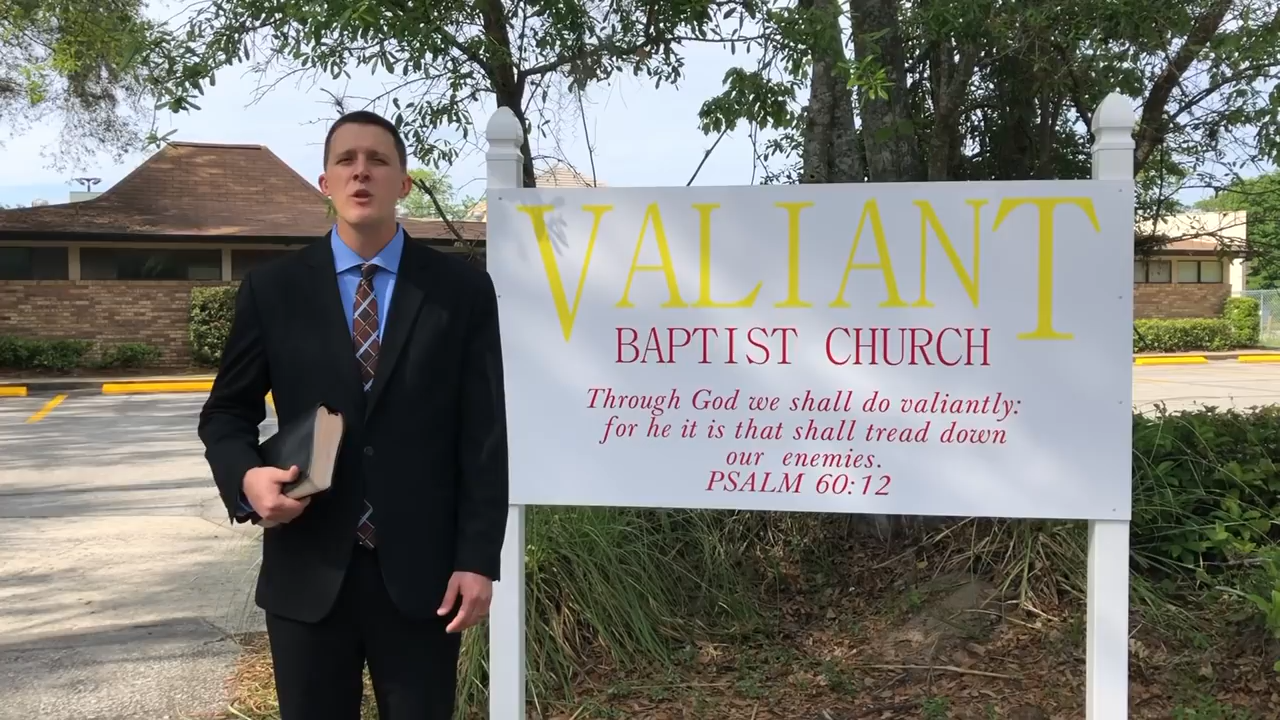 VALIANT
BAPTIST CHURCH
Through God we shall do valiantly:
for he it is that shall tread down
our enemies.
PSALM 60:12